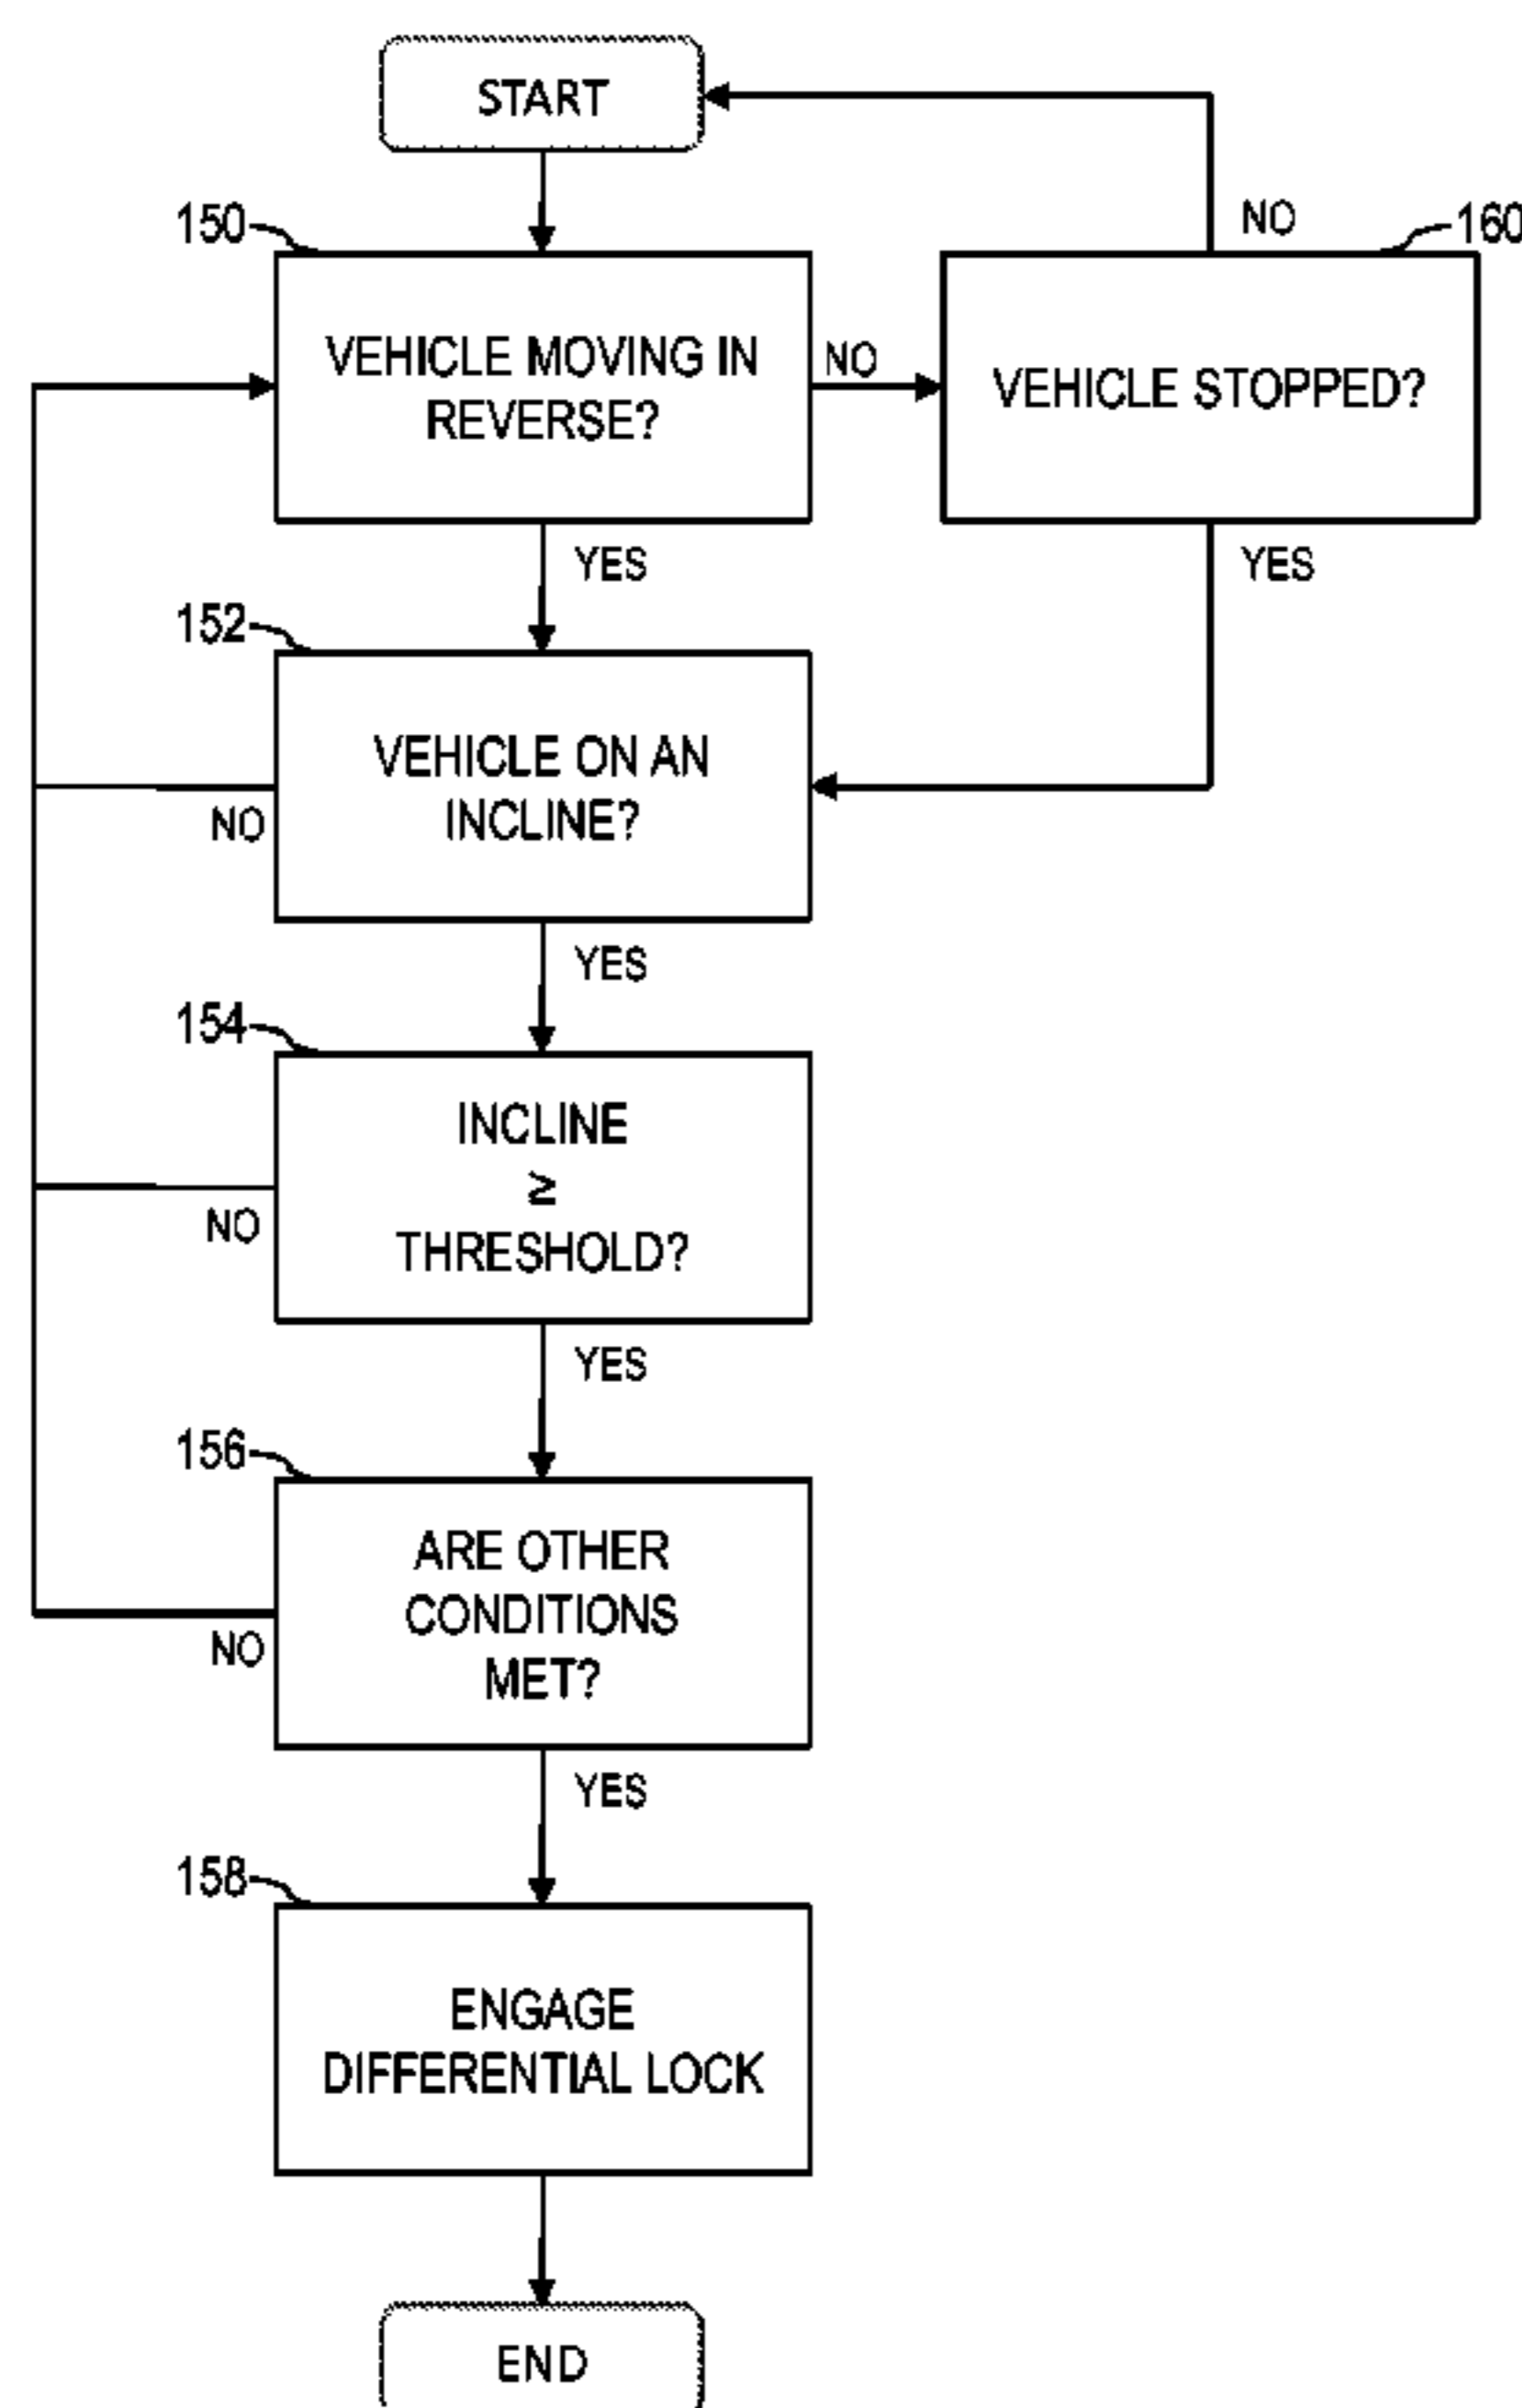 START
150
VEHICLE MOVING IN
REVERSE?
NO
NO
160
VEHICLE STOPPED?
YES
YES
152
VEHICLE ON AN
INCLINE?
NO
YES
154
INCLINE
≥
THRESHOLD?
NO
YES
156
ARE OTHER
CONDITIONS
MET?
NO
YES
158
ENGAGE
DIFFERENTIAL LOCK
END